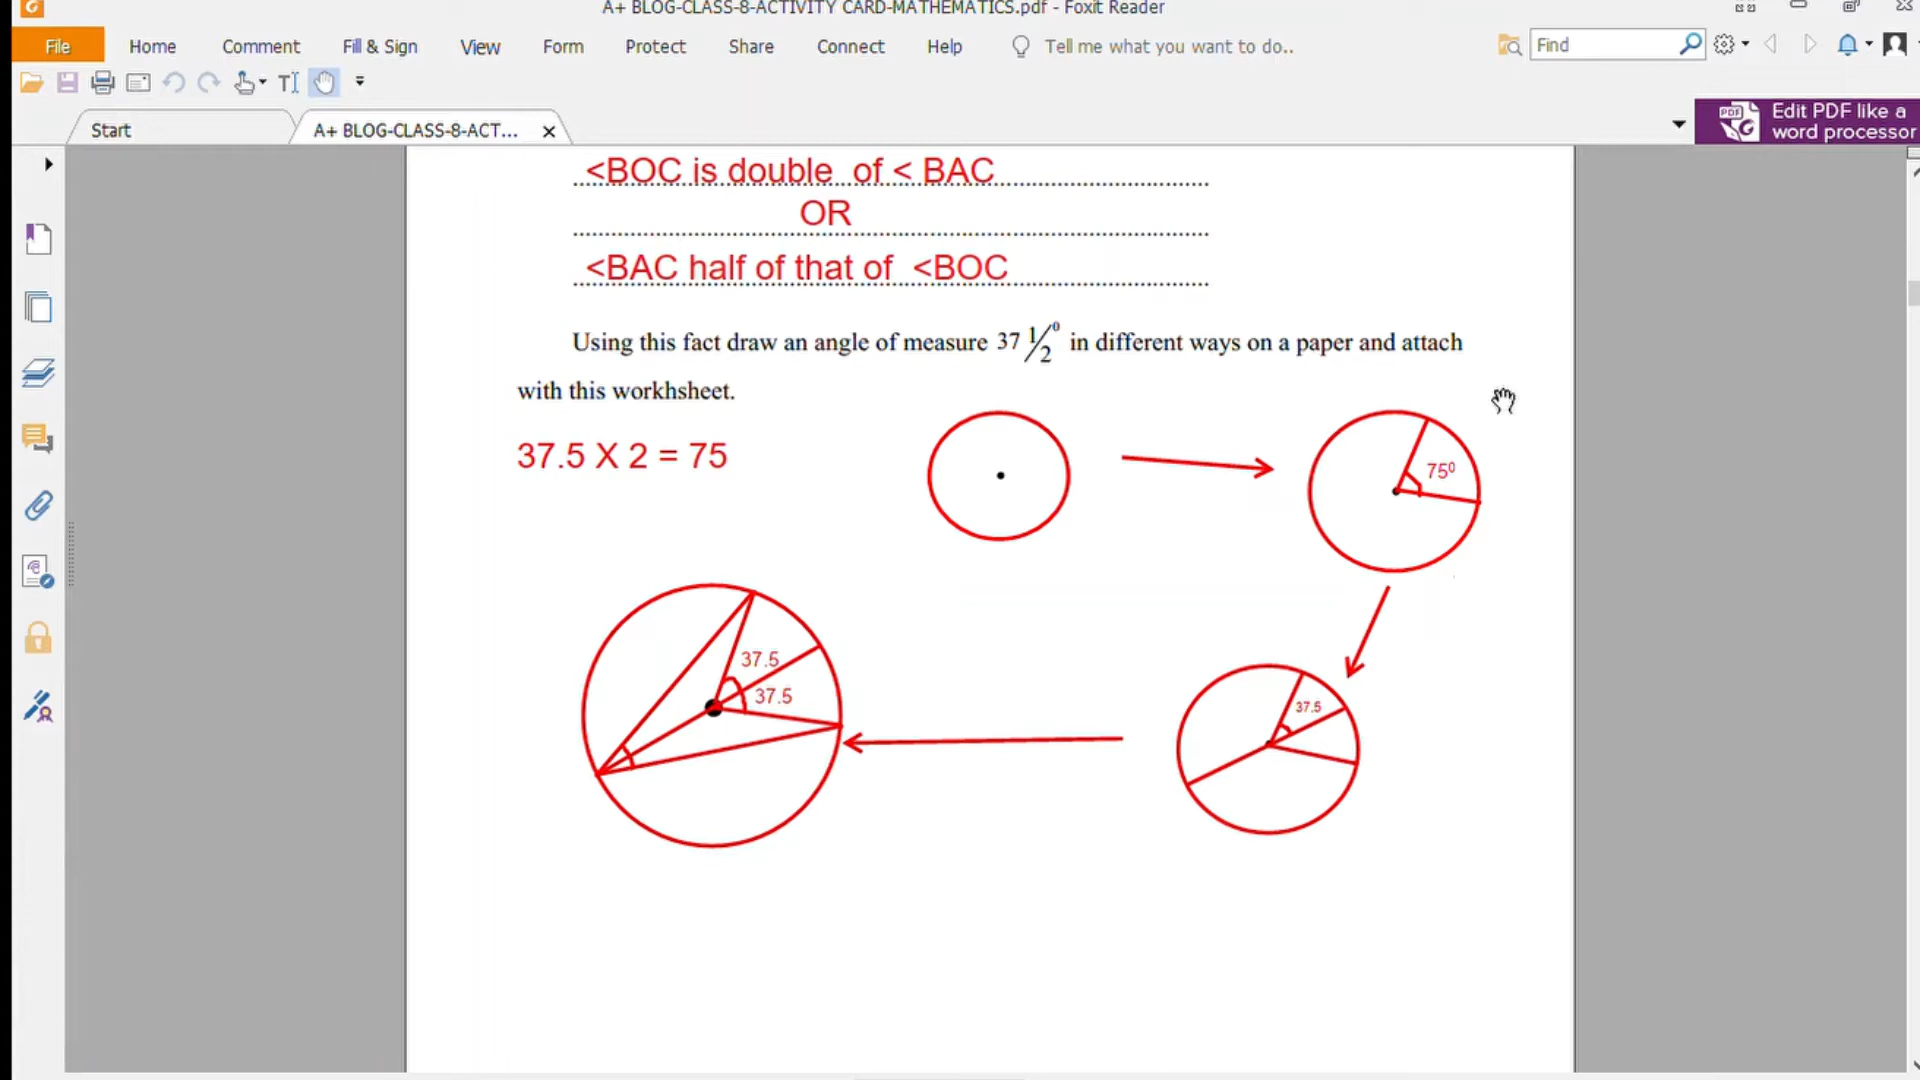 A+ BLOG-CLASS-8-ACTIVITY CARD-MATHEMATICS.pdf - Foxit Reader
File Home Comment Fill & Sign View Form Protect Share Connect Help Tell me what you want to do.. Find
Start A+ BLOG-CLASS-8-ACT... Edit PDF like a
word processor
<BOC is double of < BAC
OR
<BAC half of that of <BOC
Using this fact draw an angle of measure 37 1/2⁰ in different ways on a paper and attach
with this workhsheet.
37.5 X 2 = 75
75⁰
37.5
37.5
37.5